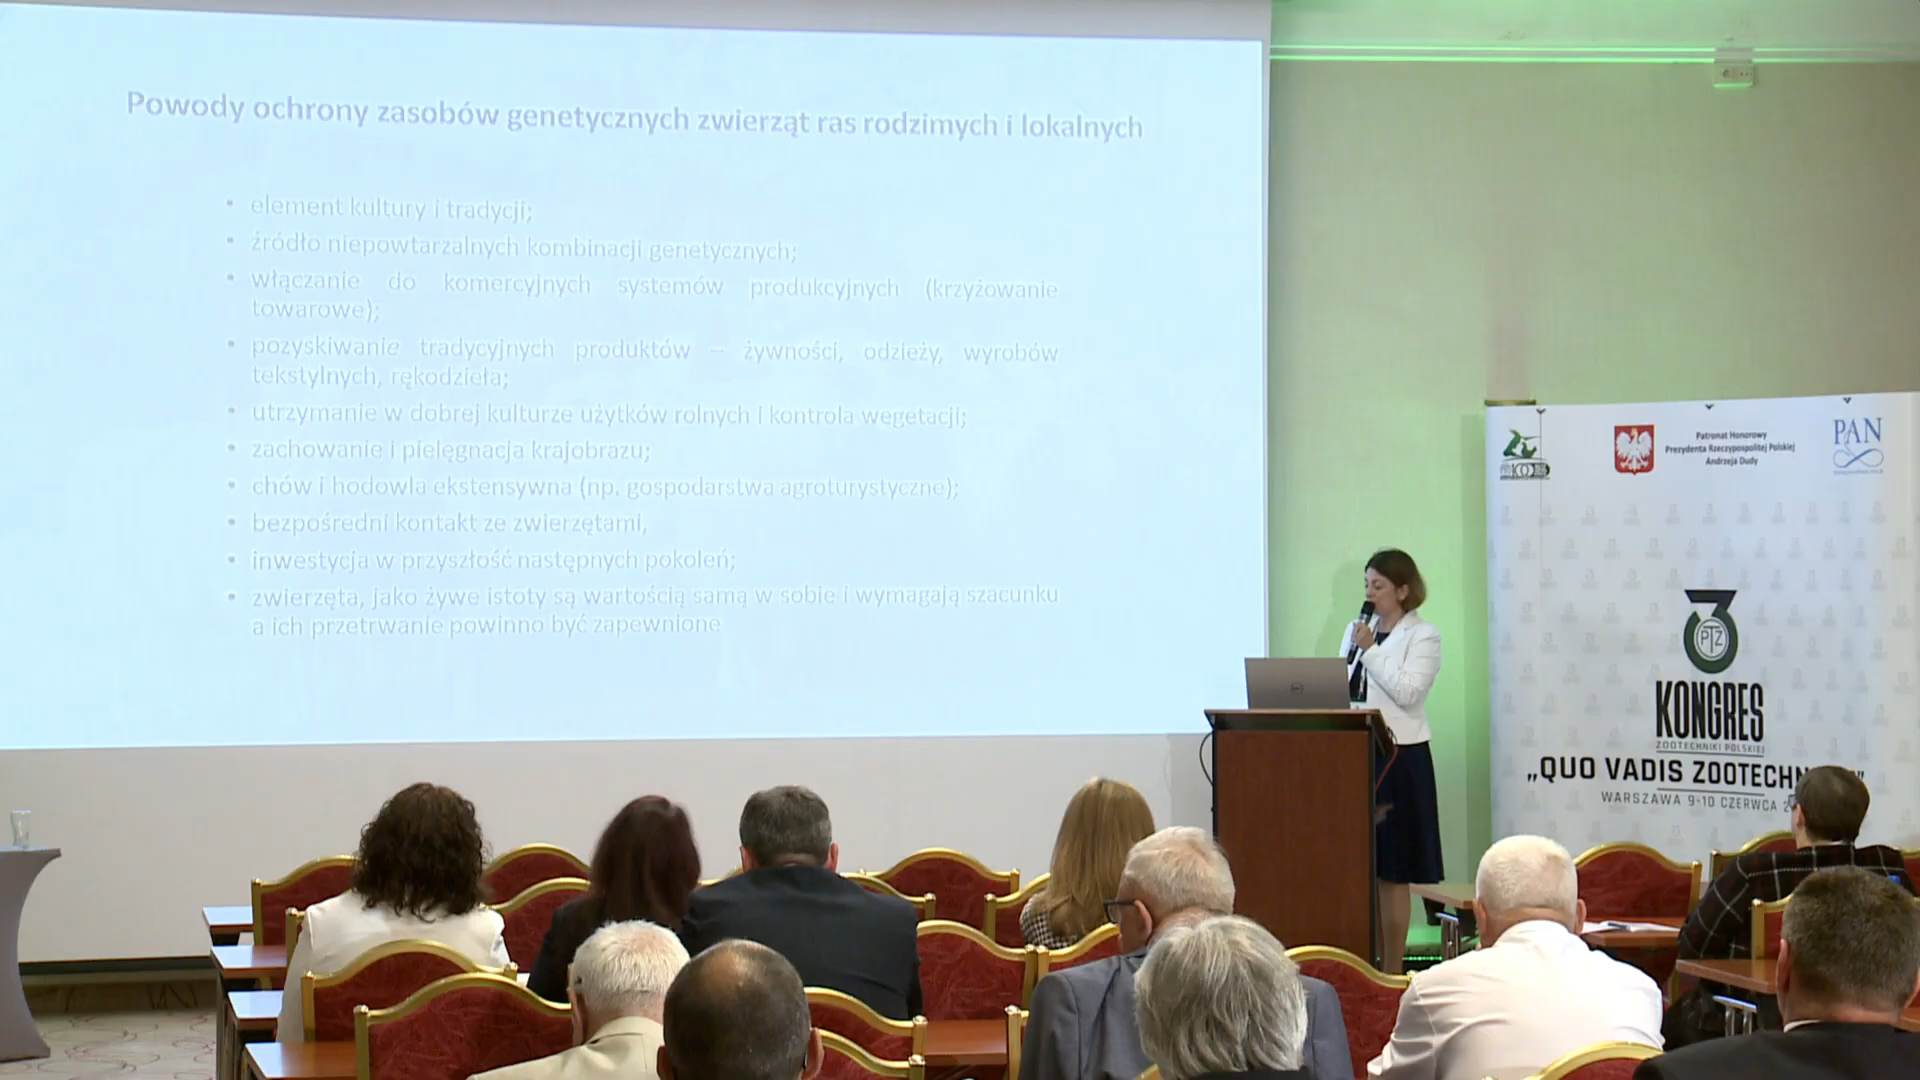 Powody ochrony zasobów genetycznych zwierząt ras rodzimych i lokalnych
• element kultury i tradycji;
• źródło niepowtarzalnych kombinacji genetycznych;
• włączanie do komercyjnych systemów produkcyjnych (krzyżowanie
towarowe);
• pozyskiwanie tradycyjnych produktów – żywności, odzieży, wyrobów
tekstylnych, rękodzieła;
• utrzymanie w dobrej kulturze użytków rolnych i kontrola wegetacji;
• zachowanie i pielęgnacja krajobrazu;
• chów i hodowla ekstensywna (np. gospodarstwa agroturystyczne);
• bezpośredni kontakt ze zwierzętami,
• inwestycja w przyszłość następnych pokoleń;
• zwierzęta, jako żywe istoty są wartością samą w sobie i wymagają szacunku
a ich przetrwanie powinno być zapewnione
Patronat Honorowy
Prezydenta Rzeczypospolitej Polskiej
Andrzeja Dudy
PAN
3
PTZ
KONGRES
ZOOTECHNIKI POLSKIEJ
„QUO VADIS ZOOTECHN
WARSZAWA 9-10 CZERWCA